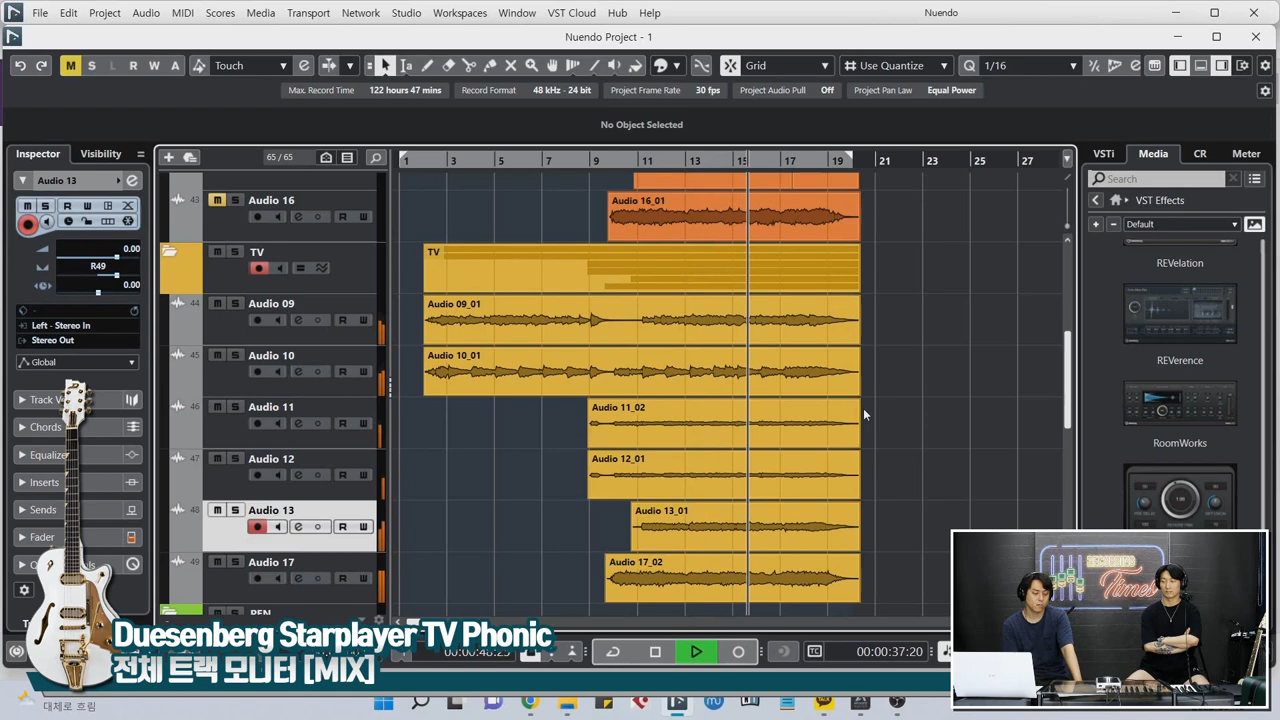 File Edit Project Audio MIDI Scores Media Transport Network Studio Workspaces Window VST Cloud Hub Help Nuendo
Nuendo Project - 1
M S L R W A Touch Grid Use Quantize Q 1/16
Max. Record Time 122 hours 47 mins Record Format 48 kHz - 24 bit Project Frame Rate 30 fps Project Audio Pull Off Project Pan Law Equal Power
No Object Selected
Inspector Visibility
65 / 65
1 3 5 7 9 11 13 15 17 19 21 23 25 27
VSTi Media CR Meter
Audio 13
Search
VST Effects
Default
0.00
R49
0.00
Left - Stereo In
Stereo Out
Global
Chords
Inserts
Sends
Fader
43 Audio 16
Audio 16_01
TV
TV
44 Audio 09
Audio 09_01
45 Audio 10
Audio 10_01
46 Audio 11
Audio 11_02
47 Audio 12
Audio 12_01
48 Audio 13
Audio 13_01
49 Audio 17
Audio 17_02
REVelation
REVerence
RoomWorks
Times
Duesenberg Starplayer TV Phonic
전체 트랙 모니터 [MIX]
00:00:37:20
대체로 흐림